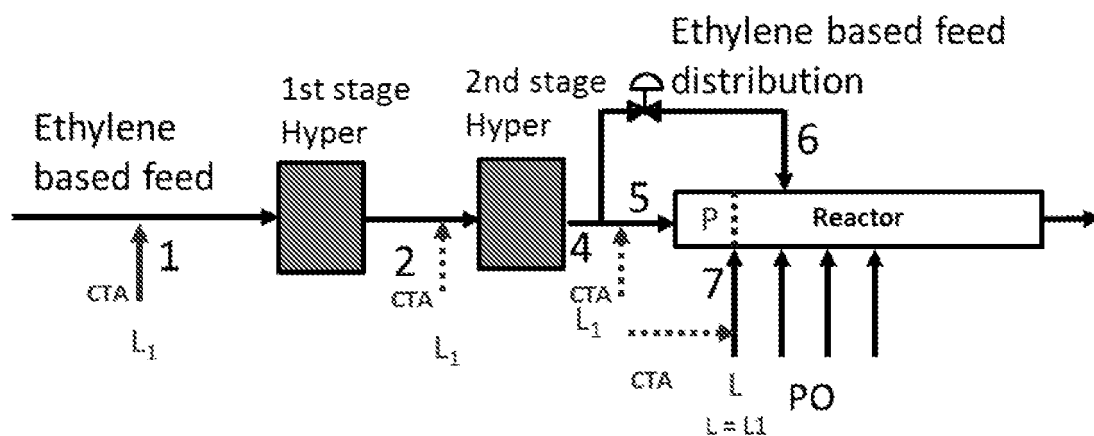 Ethylene based feed
distribution
2nd stage
Hyper
1st stage
Hyper
Ethylene
based feed
6
5
P
Reactor
1
2
4
7
CTA
CTA
CTA
L₁
L₁
L₁
CTA
L
PO
L = L1